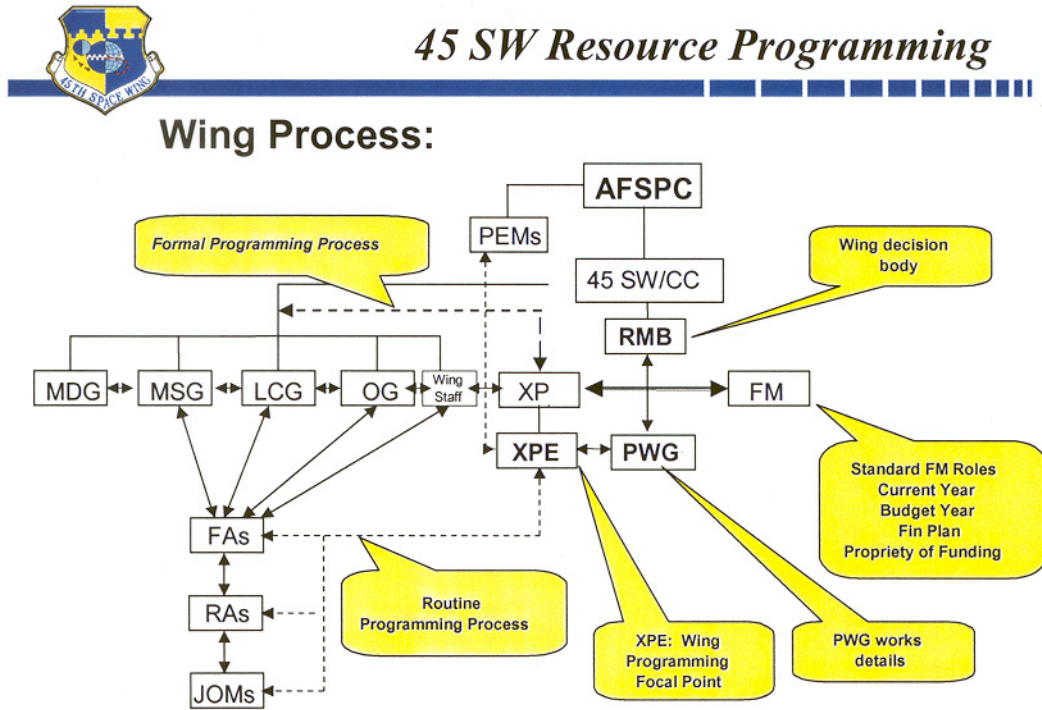 45 SW Resource Programming
45TH SPACE WING
Wing Process:
AFSPC
PEMs
Formal Programming Process
Wing decision
body
45 SW/CC
RMB
MDG
MSG
LCG
OG
Wing
Staff
XP
FM
XPE
PWG
Standard FM Roles
Current Year
Budget Year
Fin Plan
Propriety of Funding
FAs
Routine
Programming Process
RAs
XPE: Wing
Programming
Focal Point
PWG works
details
JOMs